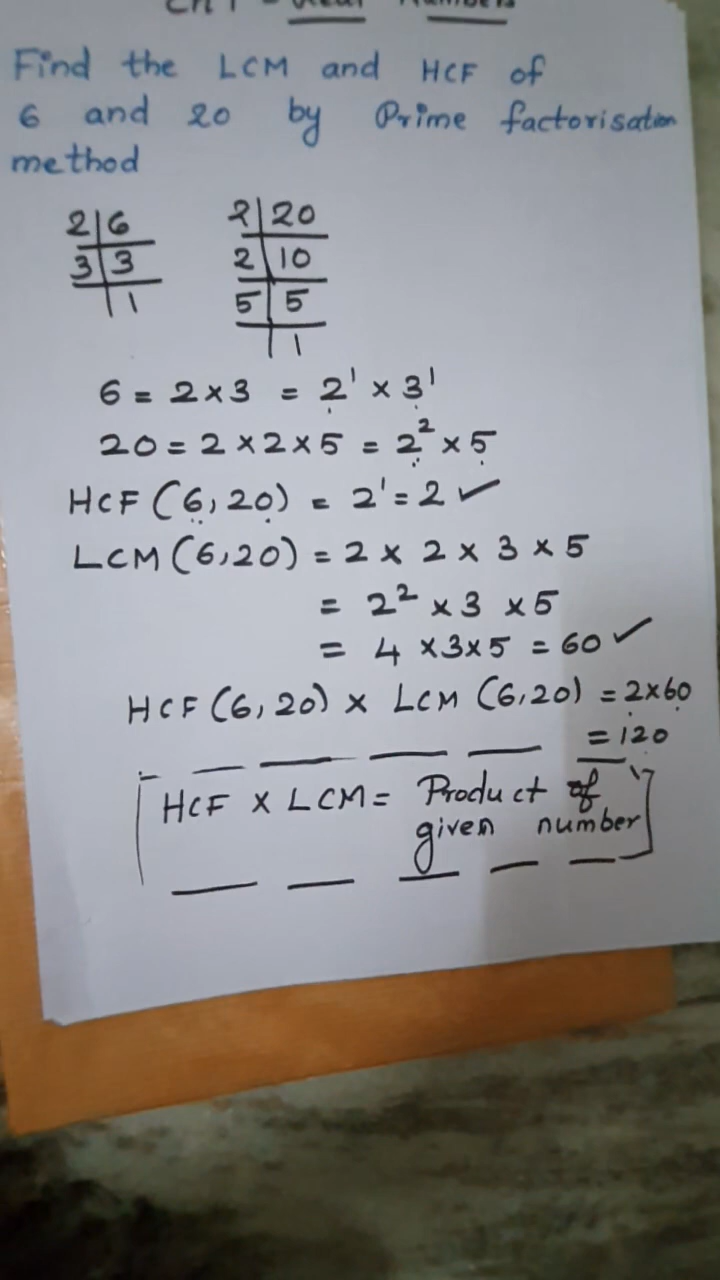 Numbers
Find the LCM and HCF of
6 and 20 by Prime factorisation
method
2|6 2|20
3|3 2|10
|1 5|5
|1
6 = 2 x 3 = 2¹ x 3¹
20 = 2 x 2 x 5 = 2² x 5
HCF (6, 20) = 2¹ = 2 ✓
LCM (6,20) = 2 x 2 x 3 x 5
= 2² x 3 x 5
= 4 x 3 x 5 = 60 ✓
HCF (6, 20) x LCM (6,20) = 2x60
= 120
HCF x LCM = Product of
given number